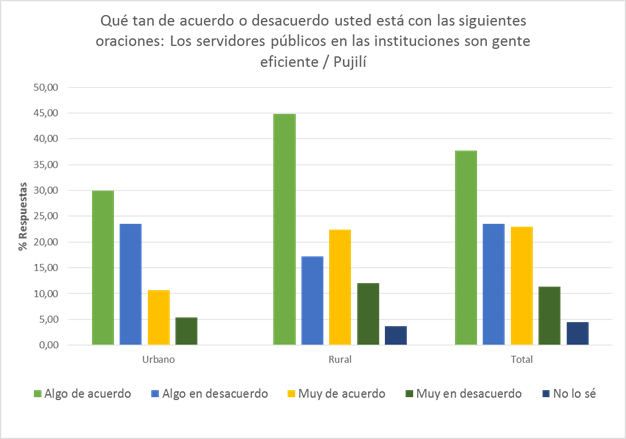 Qué tan de acuerdo o desacuerdo usted está con las siguientes
oraciones: Los servidores públicos en las instituciones son gente
eficiente / Pujilí
50,00
45,00
40,00
35,00
30,00
25,00
20,00
15,00
10,00
5,00
0,00
% Respuestas
Urbano Rural Total
Algo de acuerdo Algo en desacuerdo Muy de acuerdo Muy en desacuerdo No lo sé